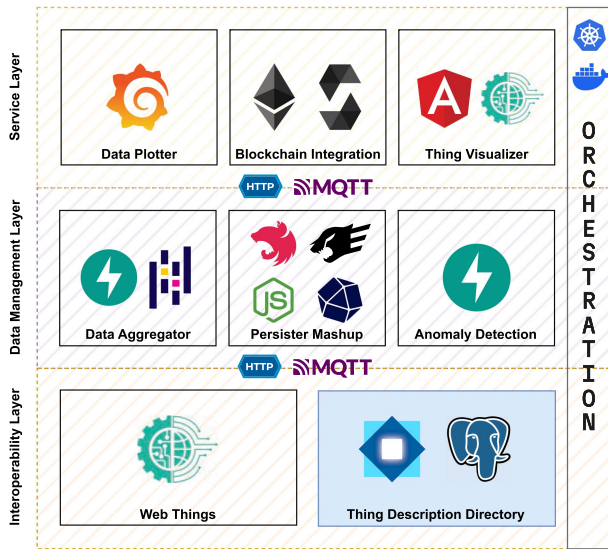 Service Layer
Data Plotter
Blockchain Integration
A
Thing Visualizer
HTTP
MQTT
Data Management Layer
Data Aggregator
JS
Persister Mashup
Anomaly Detection
HTTP
MQTT
Interoperability Layer
Web Things
Thing Description Directory
ORCHESTRATION